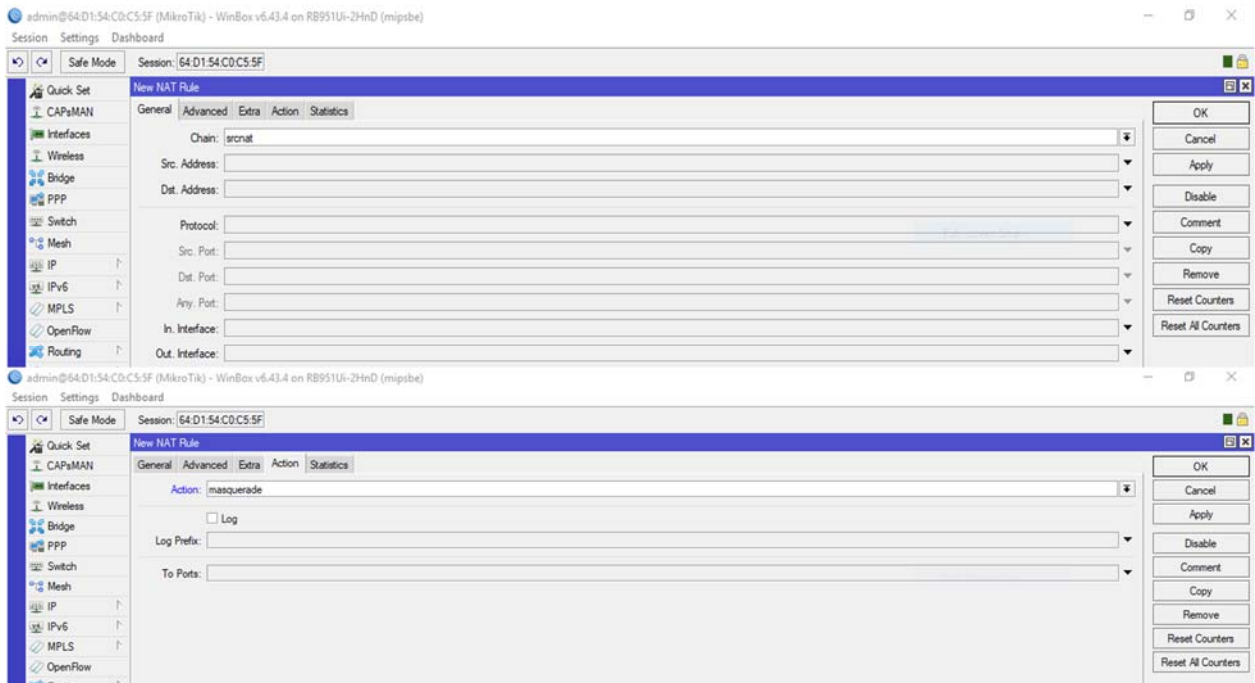 admin@64:D1:54:C0:C5:5F (MikroTik) - WinBox v6.43.4 on RB951Ui-2HnD (mipsbe)
Session Settings Dashboard
Safe Mode Session: 64:D1:54:C0:C5:5F
Quick Set
CAPsMAN
Interfaces
Wireless
Bridge
PPP
Switch
Mesh
IP
IPv6
MPLS
OpenFlow
Routing
New NAT Rule
General Advanced Extra Action Statistics
Chain: srcnat
Src. Address:
Dst. Address:
Protocol:
Src. Port:
Dst. Port:
Any. Port:
In. Interface:
Out. Interface:
OK
Cancel
Apply
Disable
Comment
Copy
Remove
Reset Counters
Reset All Counters
admin@64:D1:54:C0:C5:5F (MikroTik) - WinBox v6.43.4 on RB951Ui-2HnD (mipsbe)
Session Settings Dashboard
Safe Mode Session: 64:D1:54:C0:C5:5F
Quick Set
CAPsMAN
Interfaces
Wireless
Bridge
PPP
Switch
Mesh
IP
IPv6
MPLS
OpenFlow
New NAT Rule
General Advanced Extra Action Statistics
Action: masquerade
Log
Log Prefix:
To Ports:
OK
Cancel
Apply
Disable
Comment
Copy
Remove
Reset Counters
Reset All Counters